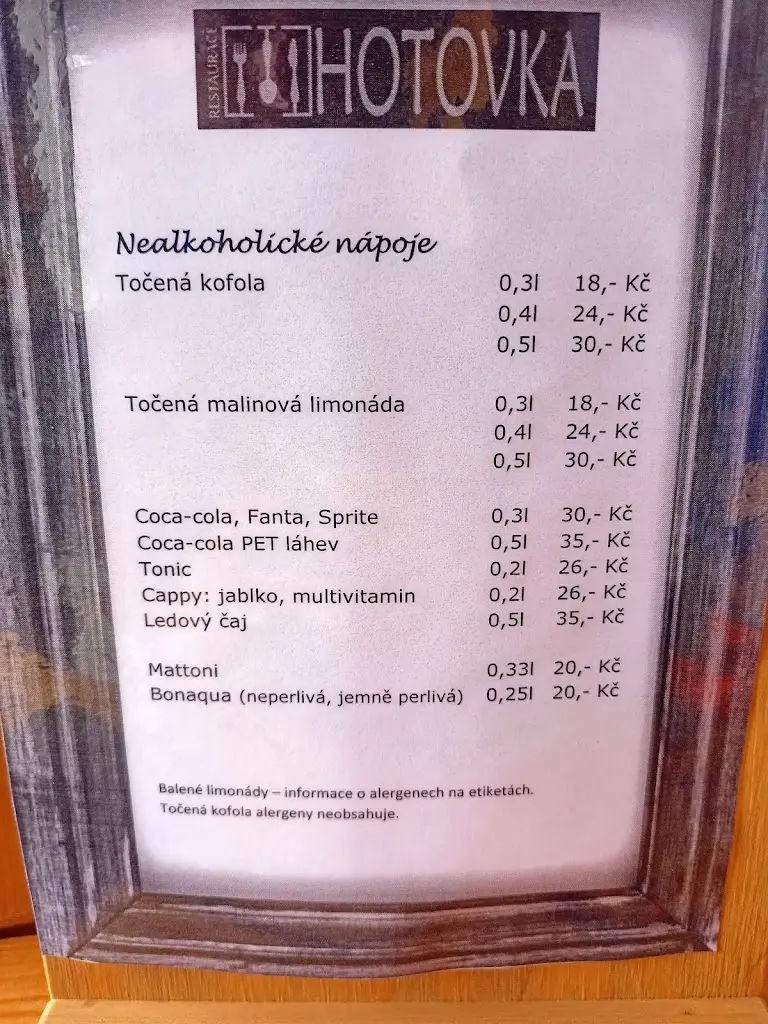 RESTAURACE HOTOVKA
Nealkoholické nápoje
Točená kofola 0,3l 18,- Kč
0,4l 24,- Kč
0,5l 30,- Kč
Točená malinová limonáda 0,3l 18,- Kč
0,4l 24,- Kč
0,5l 30,- Kč
Coca-cola, Fanta, Sprite 0,3l 30,- Kč
Coca-cola PET láhev 0,5l 35,- Kč
Tonic 0,2l 26,- Kč
Cappy: jablko, multivitamin 0,2l 26,- Kč
Ledový čaj 0,5l 35,- Kč
Mattoni 0,33l 20,- Kč
Bonaqua (neperlivá, jemně perlivá) 0,25l 20,- Kč
Balené limonády – informace o alergenech na etiketách.
Točená kofola alergeny neobsahuje.